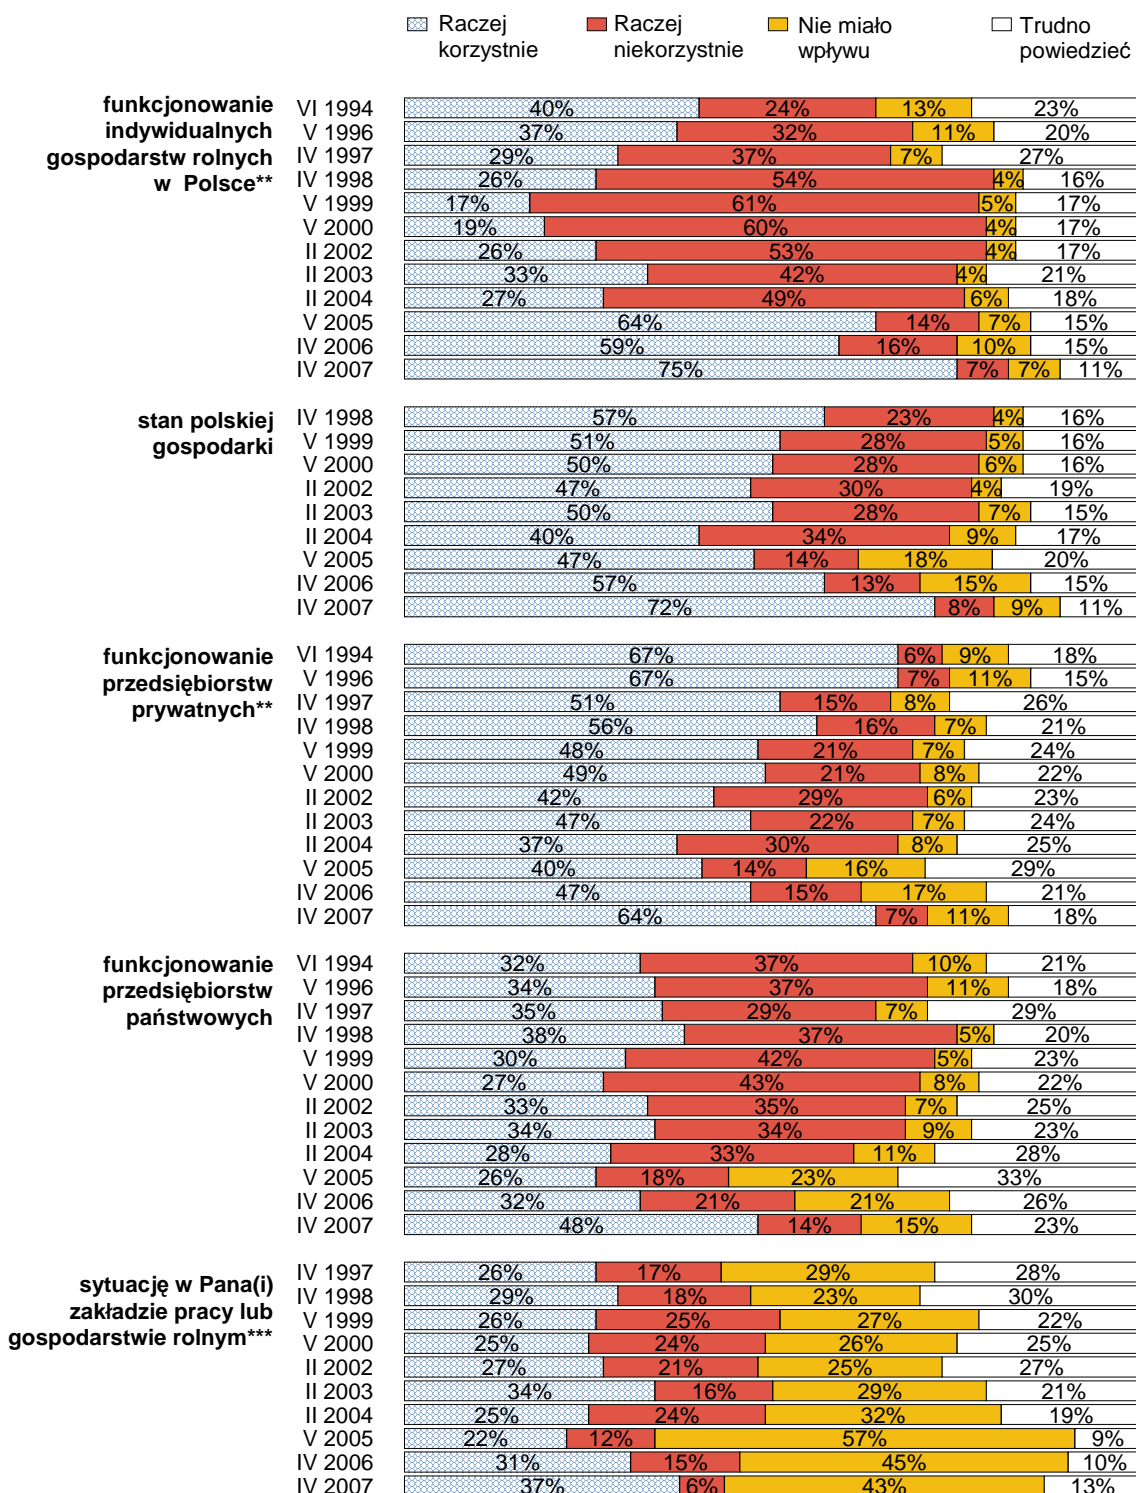 Raczej korzystnie
Raczej niekorzystnie
Nie miało wpływu
Trudno powiedzieć
funkcjonowanie
indywidualnych
gospodarstw rolnych
w Polsce**
VI 1994 40% 24% 13% 23%
V 1996 37% 32% 11% 20%
IV 1997 29% 37% 7% 27%
IV 1998 26% 54% 4% 16%
V 1999 17% 61% 5% 17%
V 2000 19% 60% 4% 17%
II 2002 26% 53% 4% 17%
II 2003 33% 42% 4% 21%
II 2004 27% 49% 6% 18%
V 2005 64% 14% 7% 15%
IV 2006 59% 16% 10% 15%
IV 2007 75% 7% 7% 11%
stan polskiej
gospodarki
IV 1998 57% 23% 4% 16%
V 1999 51% 28% 5% 16%
V 2000 50% 28% 6% 16%
II 2002 47% 30% 4% 19%
II 2003 50% 28% 7% 15%
II 2004 40% 34% 9% 17%
V 2005 47% 14% 18% 20%
IV 2006 57% 13% 15% 15%
IV 2007 72% 8% 9% 11%
funkcjonowanie
przedsiębiorstw
prywatnych**
VI 1994 67% 6% 9% 18%
V 1996 67% 7% 11% 15%
IV 1997 51% 15% 8% 26%
IV 1998 56% 16% 7% 21%
V 1999 48% 21% 7% 24%
V 2000 49% 21% 8% 22%
II 2002 42% 29% 6% 23%
II 2003 47% 22% 7% 24%
II 2004 37% 30% 8% 25%
V 2005 40% 14% 16% 29%
IV 2006 47% 15% 17% 21%
IV 2007 64% 7% 11% 18%
funkcjonowanie
przedsiębiorstw
państwowych
VI 1994 32% 37% 10% 21%
V 1996 34% 37% 11% 18%
IV 1997 35% 29% 7% 29%
IV 1998 38% 37% 5% 20%
V 1999 30% 42% 5% 23%
V 2000 27% 43% 8% 22%
II 2002 33% 35% 7% 25%
II 2003 34% 34% 9% 23%
II 2004 28% 33% 11% 28%
V 2005 26% 18% 23% 33%
IV 2006 32% 21% 21% 26%
IV 2007 48% 14% 15% 23%
sytuację w Pana(i)
zakładzie pracy lub
gospodarstwie rolnym***
IV 1997 26% 17% 29% 28%
IV 1998 29% 18% 23% 30%
V 1999 26% 25% 27% 22%
V 2000 25% 24% 26% 25%
II 2002 27% 21% 25% 27%
II 2003 34% 16% 29% 21%
II 2004 25% 24% 32% 19%
V 2005 22% 12% 57% 9%
IV 2006 31% 15% 45% 10%
IV 2007 37% 6% 43% 13%